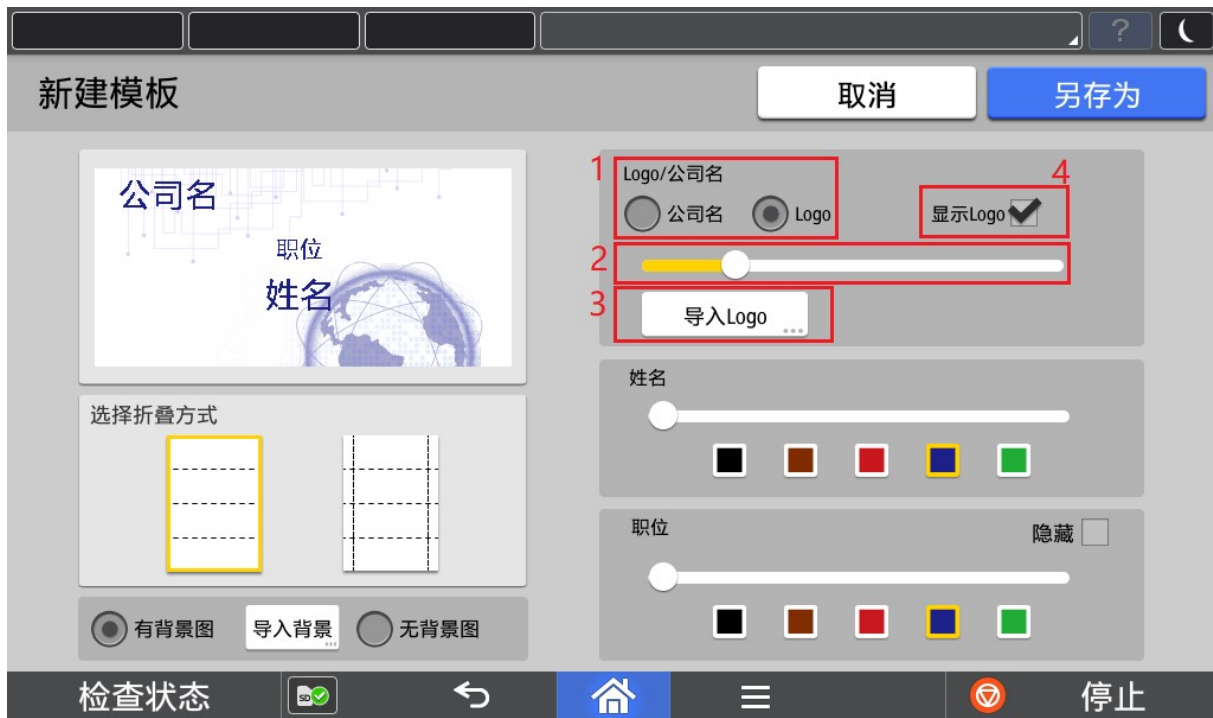 ?
新建模板
取消
另存为
公司名
职位
姓名
选择折叠方式
有背景图
导入背景
...
无背景图
1
Logo/公司名
公司名
Logo
4
显示Logo
2
3
导入Logo
...
姓名
职位
隐藏
检查状态
SD
停止